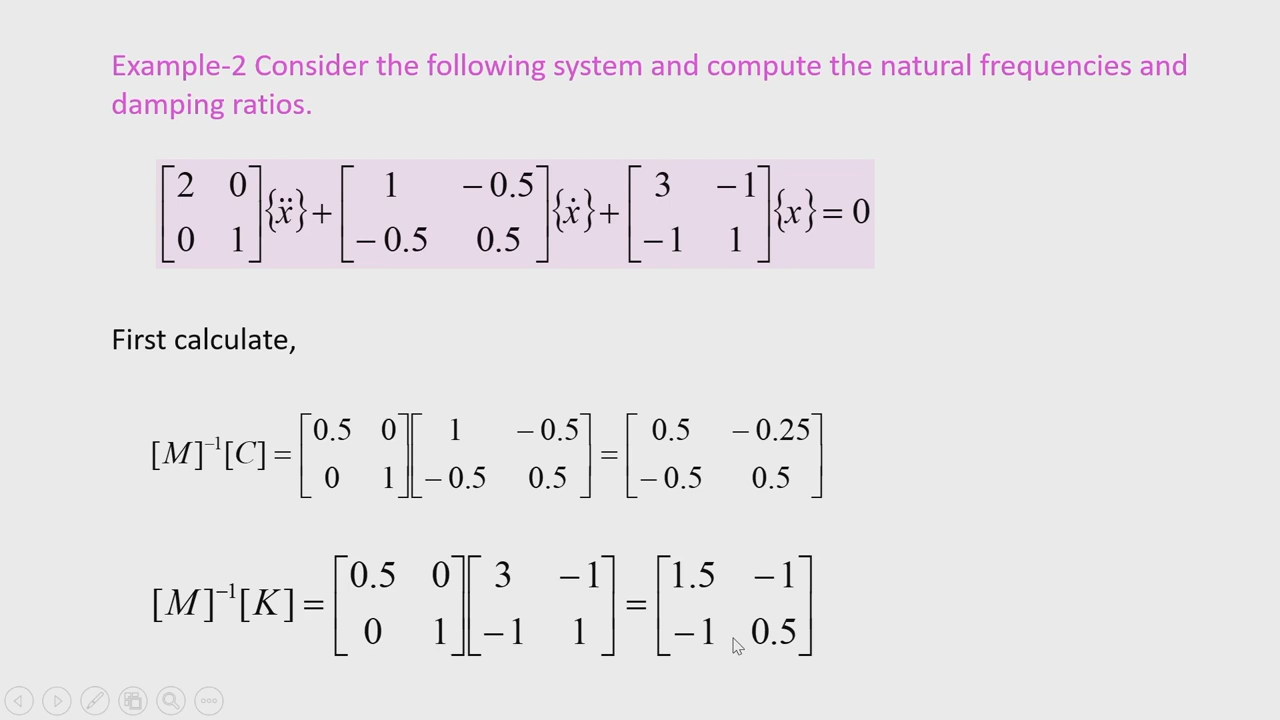 Example-2 Consider the following system and compute the natural frequencies and
damping ratios.
[2 0; 0 1]{ẍ} + [1 −0.5; −0.5 0.5]{ẋ} + [3 −1; −1 1]{x} = 0
First calculate,
[M]⁻¹[C] = [0.5 0; 0 1][1 −0.5; −0.5 0.5] = [0.5 −0.25; −0.5 0.5]
[M]⁻¹[K] = [0.5 0; 0 1][3 −1; −1 1] = [1.5 −1; −1 0.5]